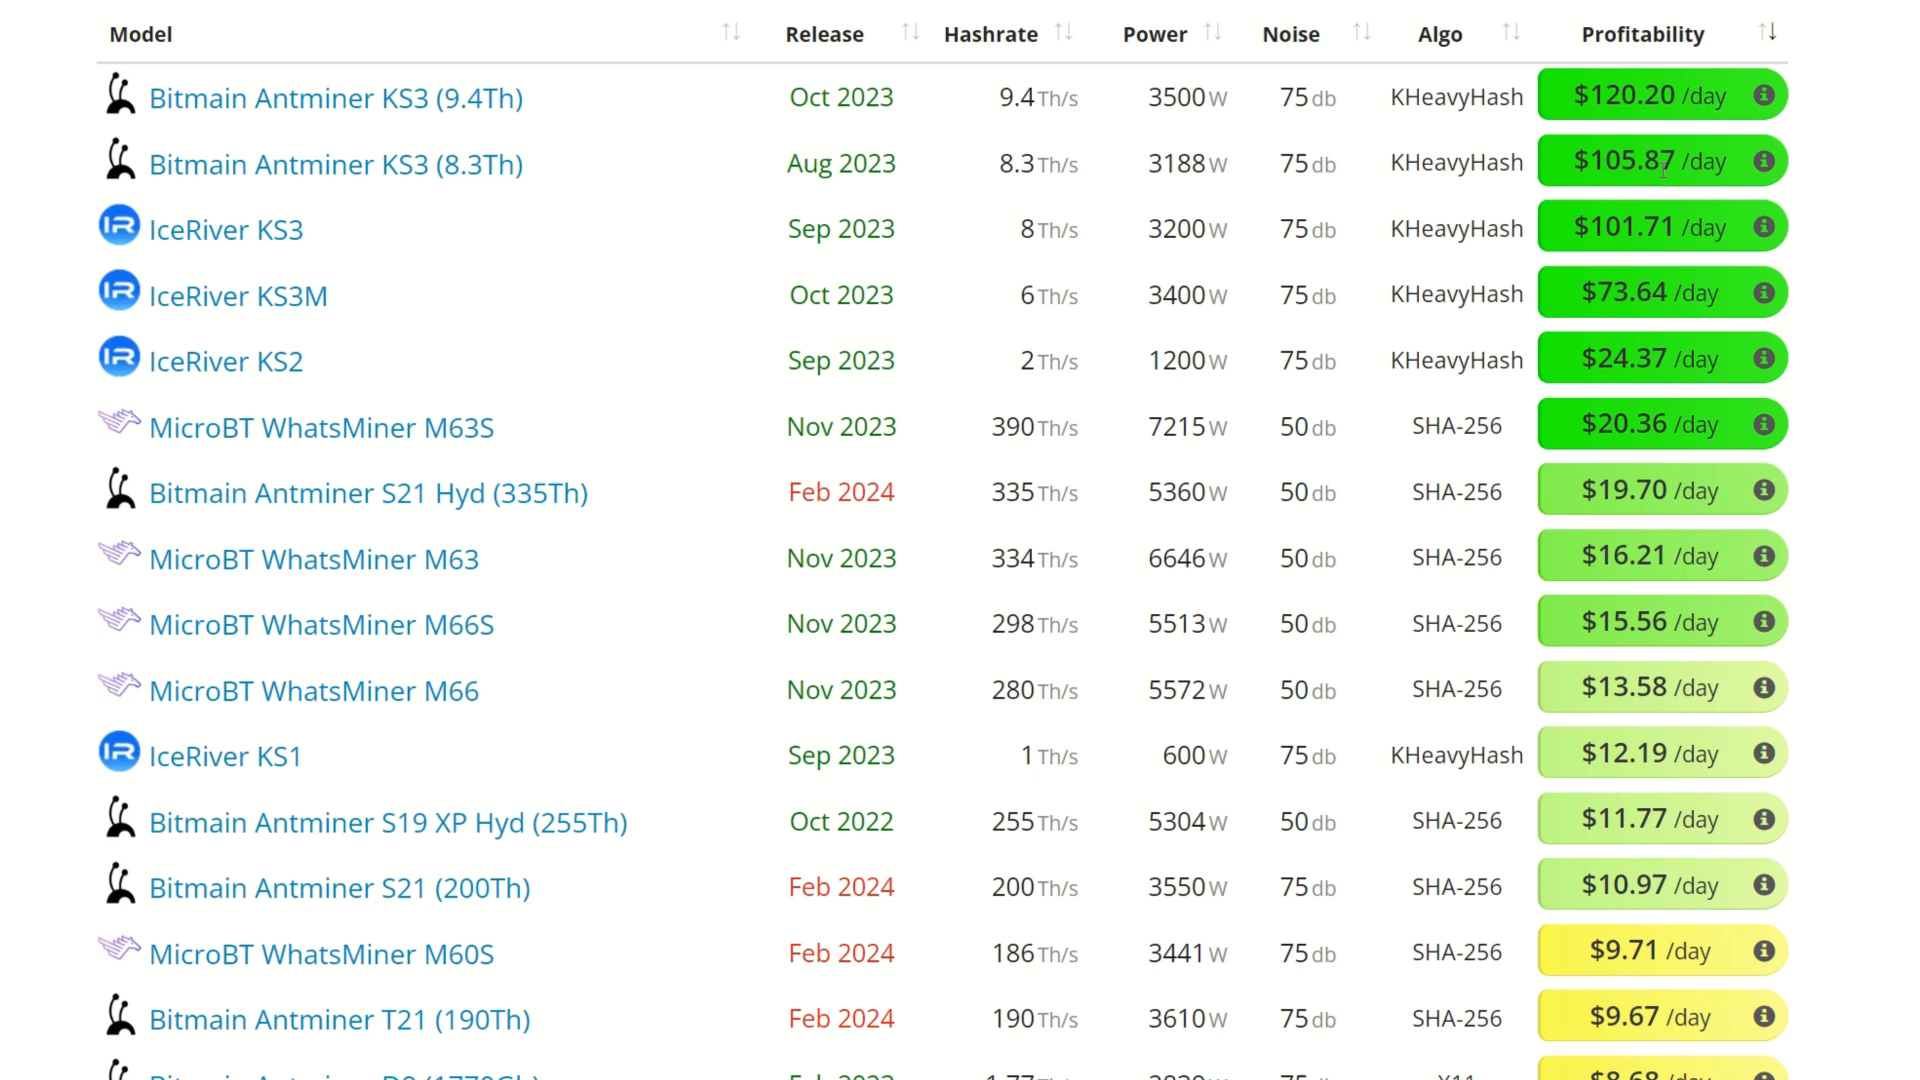 Model Release Hashrate Power Noise Algo Profitability
Bitmain Antminer KS3 (9.4Th) Oct 2023 9.4 Th/s 3500 W 75 db KHeavyHash $120.20 /day
Bitmain Antminer KS3 (8.3Th) Aug 2023 8.3 Th/s 3188 W 75 db KHeavyHash $105.87 /day
IceRiver KS3 Sep 2023 8 Th/s 3200 W 75 db KHeavyHash $101.71 /day
IceRiver KS3M Oct 2023 6 Th/s 3400 W 75 db KHeavyHash $73.64 /day
IceRiver KS2 Sep 2023 2 Th/s 1200 W 75 db KHeavyHash $24.37 /day
MicroBT WhatsMiner M63S Nov 2023 390 Th/s 7215 W 50 db SHA-256 $20.36 /day
Bitmain Antminer S21 Hyd (335Th) Feb 2024 335 Th/s 5360 W 50 db SHA-256 $19.70 /day
MicroBT WhatsMiner M63 Nov 2023 334 Th/s 6646 W 50 db SHA-256 $16.21 /day
MicroBT WhatsMiner M66S Nov 2023 298 Th/s 5513 W 50 db SHA-256 $15.56 /day
MicroBT WhatsMiner M66 Nov 2023 280 Th/s 5572 W 50 db SHA-256 $13.58 /day
IceRiver KS1 Sep 2023 1 Th/s 600 W 75 db KHeavyHash $12.19 /day
Bitmain Antminer S19 XP Hyd (255Th) Oct 2022 255 Th/s 5304 W 50 db SHA-256 $11.77 /day
Bitmain Antminer S21 (200Th) Feb 2024 200 Th/s 3550 W 75 db SHA-256 $10.97 /day
MicroBT WhatsMiner M60S Feb 2024 186 Th/s 3441 W 75 db SHA-256 $9.71 /day
Bitmain Antminer T21 (190Th) Feb 2024 190 Th/s 3610 W 75 db SHA-256 $9.67 /day